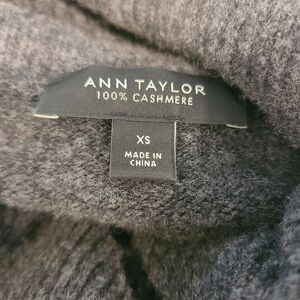 ANN TAYLOR
100% CASHMERE
XS
MADE IN
CHINA